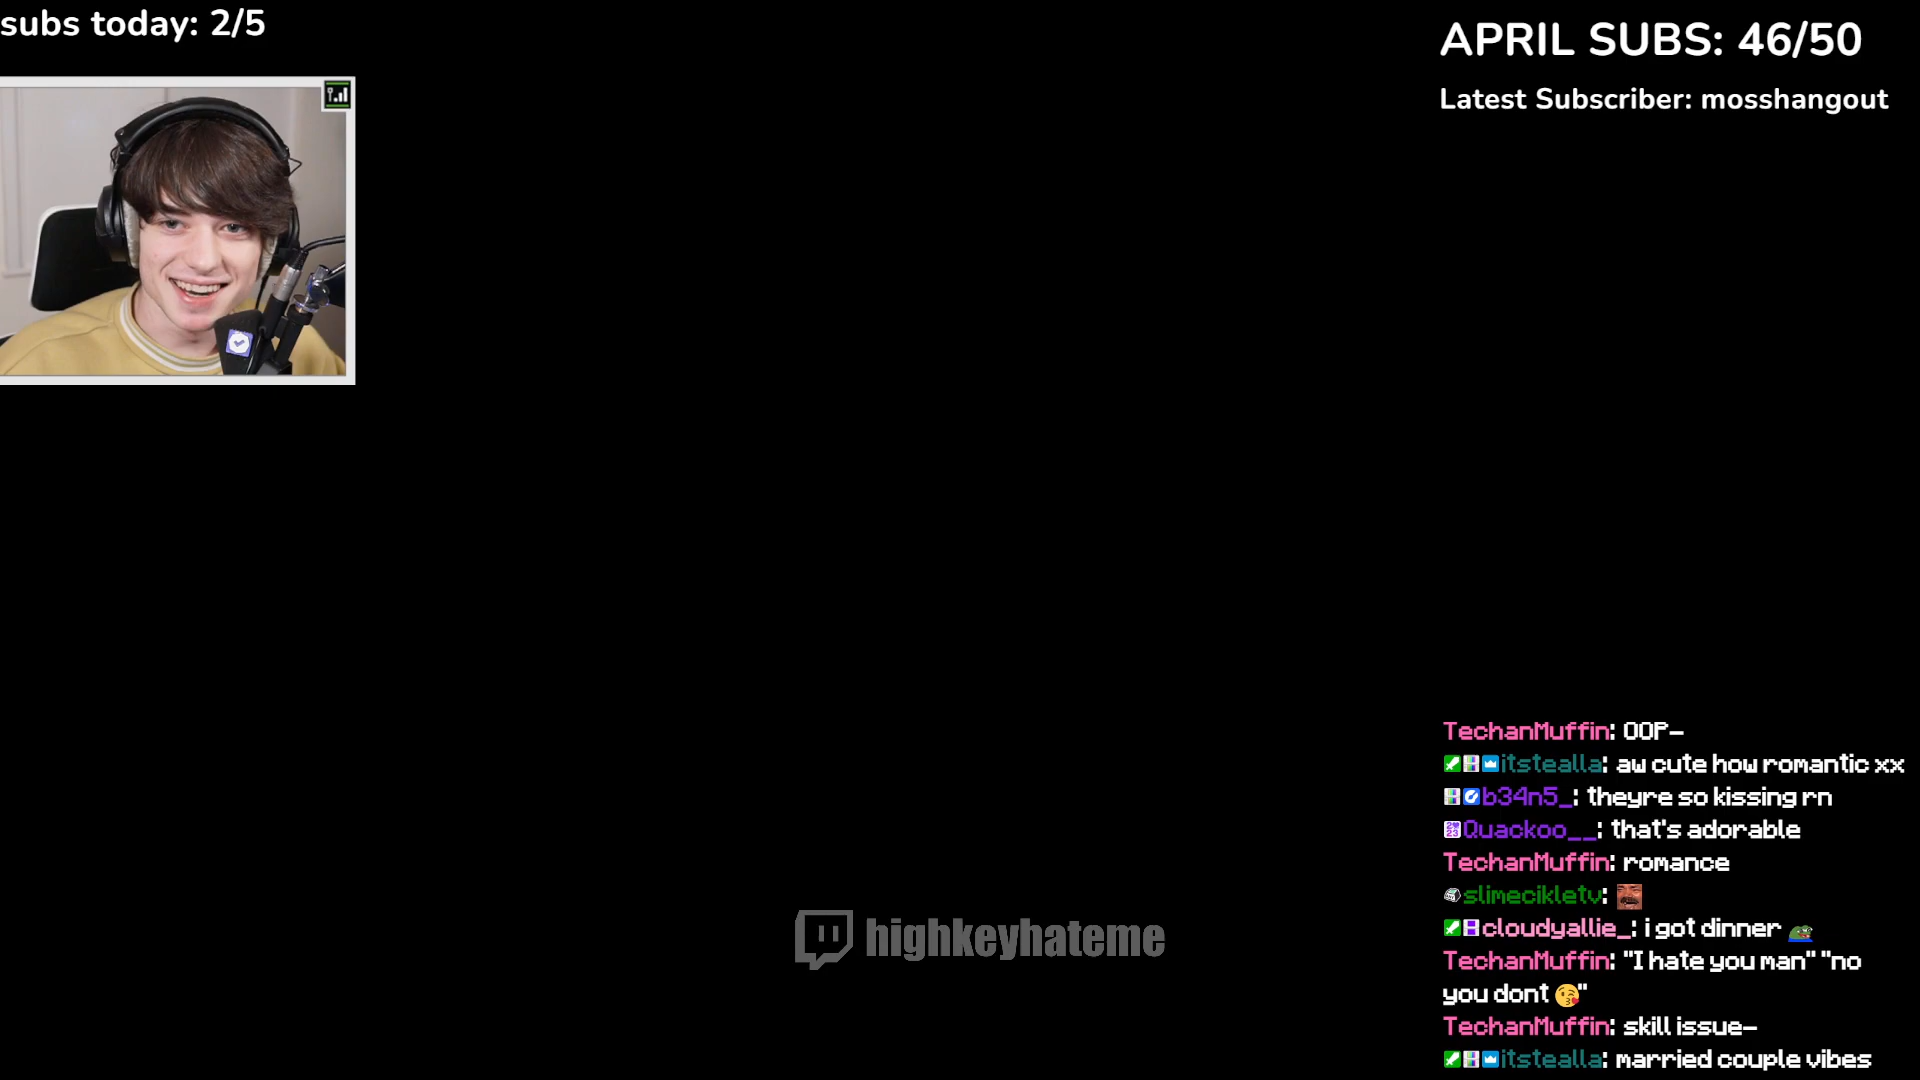 subs today: 2/5
APRIL SUBS: 46/50
Latest Subscriber: mosshangout
TechanMuffin: OOP-
itstealla: aw cute how romantic xx
b34n5_: theyre so kissing rn
Quackoo__: that's adorable
TechanMuffin: romance
slimecikletv:
cloudyallie_: i got dinner
TechanMuffin: "I hate you man" "no
you dont 😘"
TechanMuffin: skill issue-
itstealla: married couple vibes
highkeyhateme